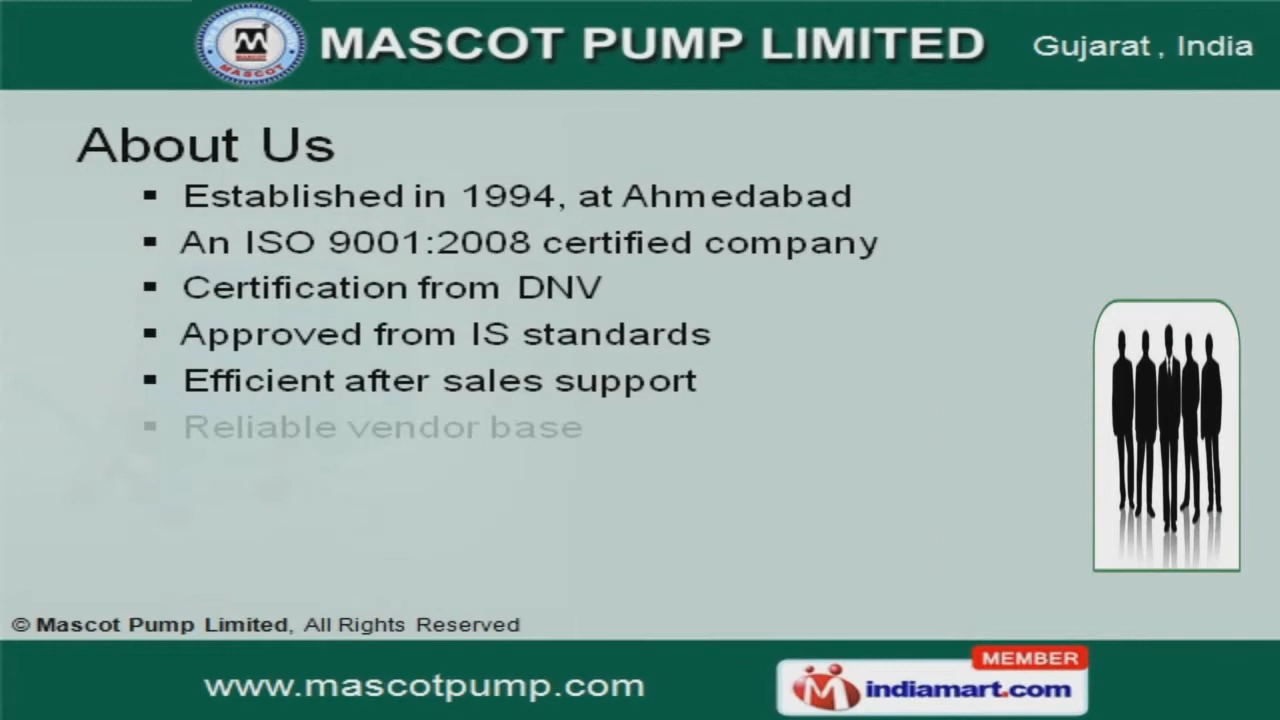 MASCOT PUMP LIMITED
Gujarat , India
MASCOT
About Us
▪ Established in 1994, at Ahmedabad
▪ An ISO 9001:2008 certified company
▪ Certification from DNV
▪ Approved from IS standards
▪ Efficient after sales support
▪ Reliable vendor base
© Mascot Pump Limited, All Rights Reserved
www.mascotpump.com
MEMBER
indiamart.com